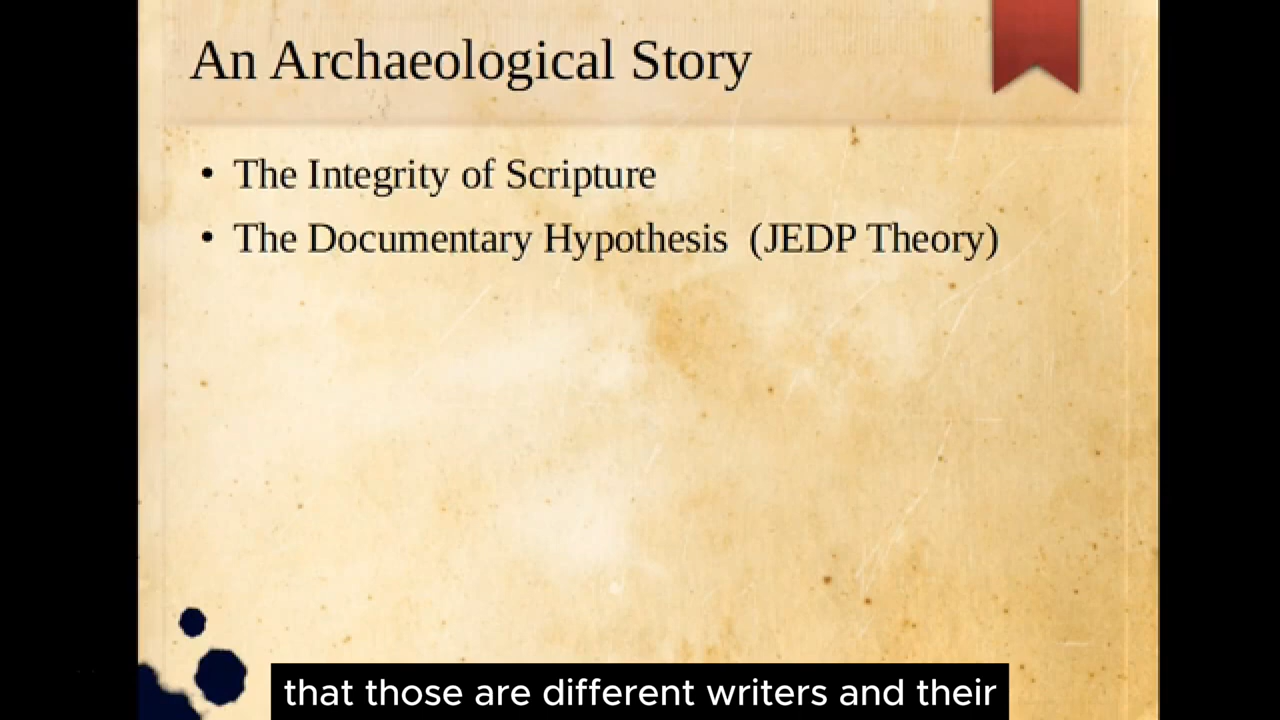 An Archaeological Story
• The Integrity of Scripture
• The Documentary Hypothesis (JEDP Theory)
that those are different writers and their